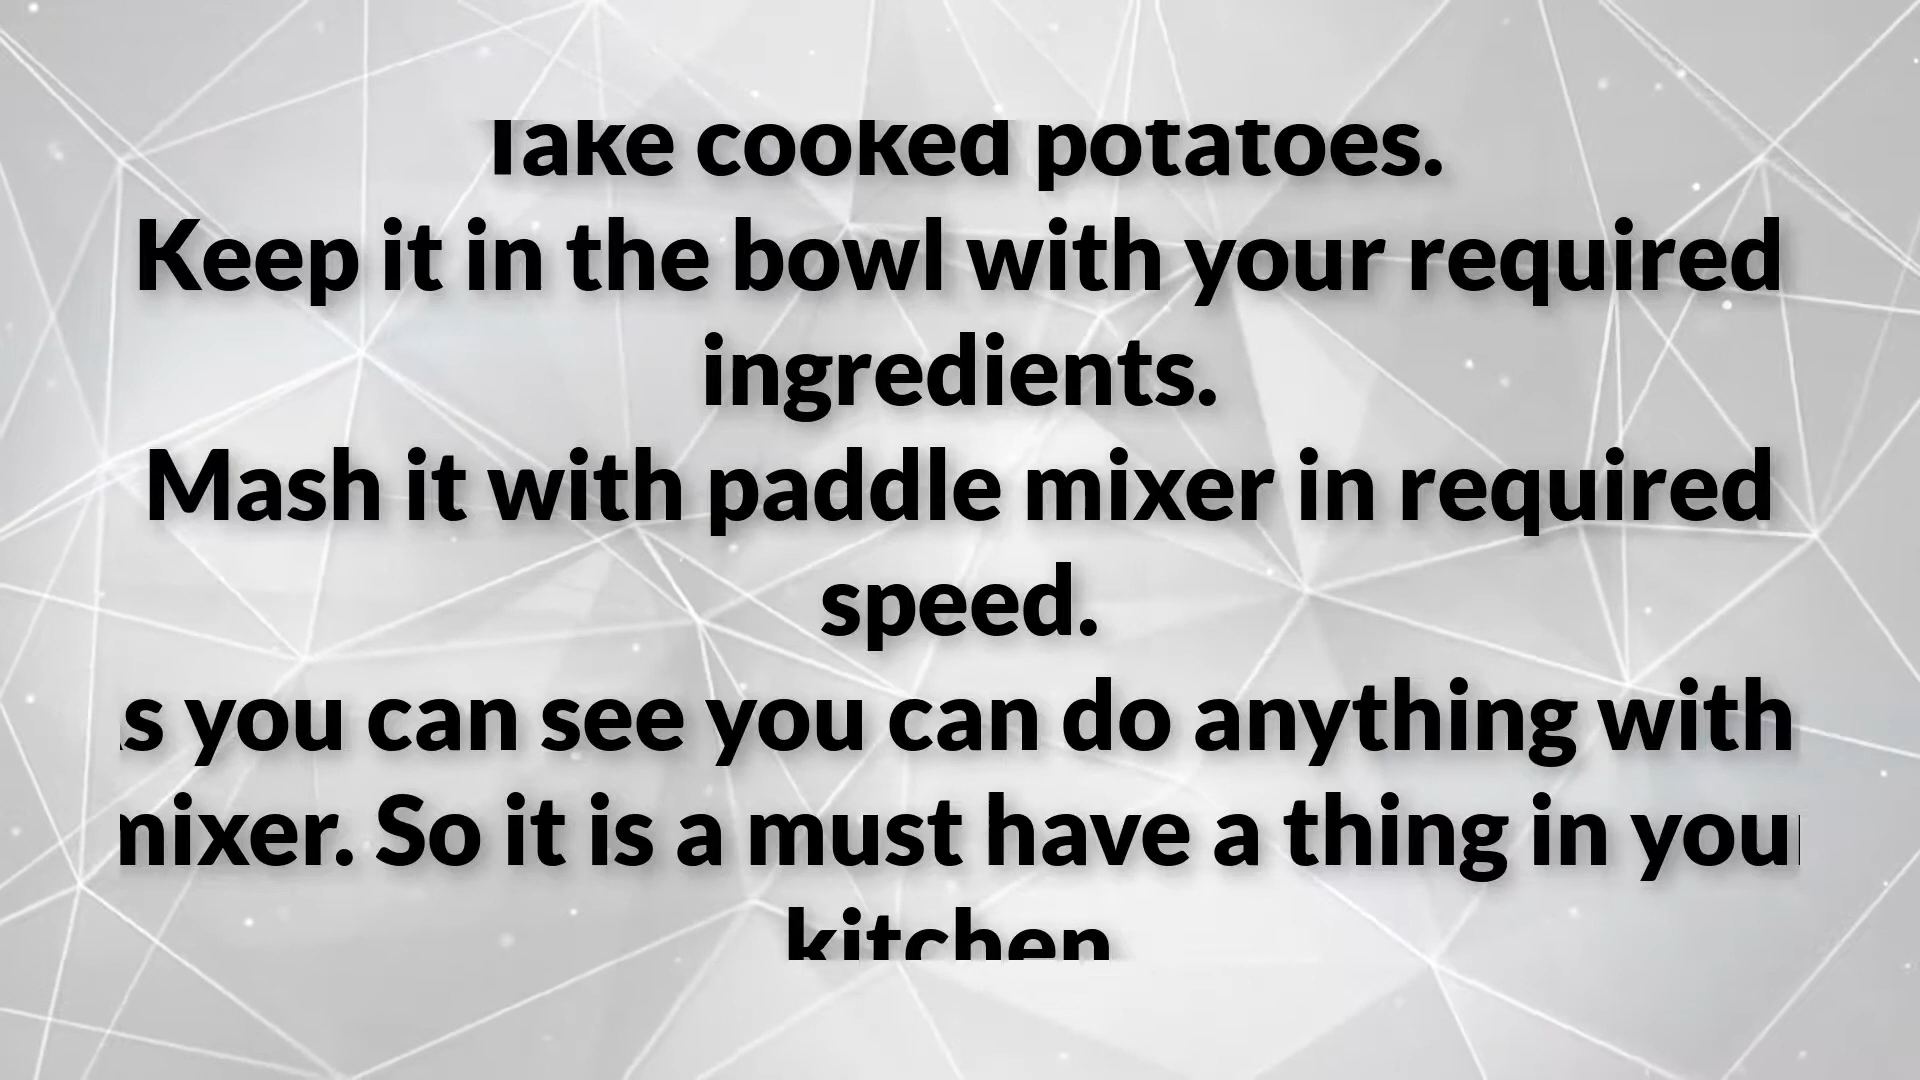 Take cooked potatoes.
Keep it in the bowl with your required
ingredients.
Mash it with paddle mixer in required
speed.
s you can see you can do anything with
mixer. So it is a must have a thing in your
kitchen